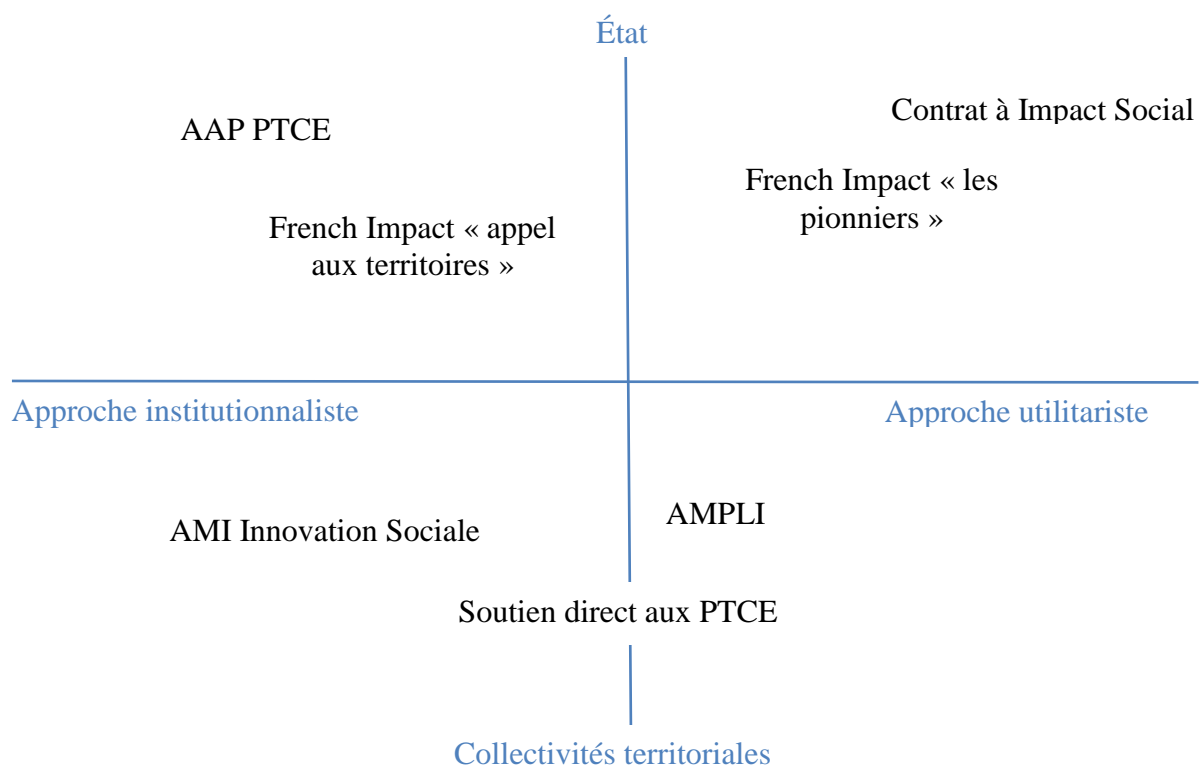 État
Contrat à Impact Social
AAP PTCE
French Impact « les
pionniers »
French Impact « appel
aux territoires »
Approche institutionnaliste
Approche utilitariste
AMPLI
AMI Innovation Sociale
Soutien direct aux PTCE
Collectivités territoriales